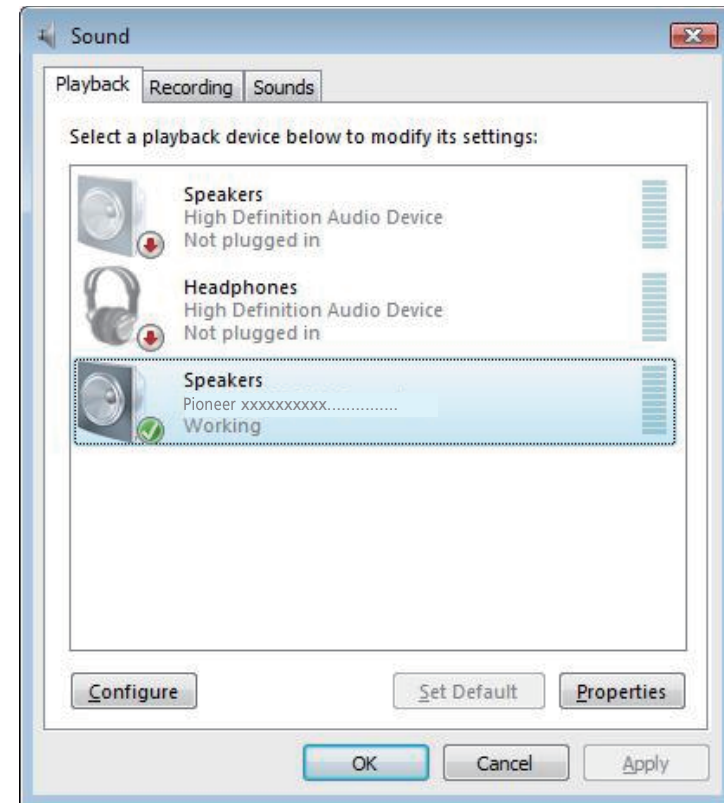 Sound
Playback Recording Sounds
Select a playback device below to modify its settings:
Speakers
High Definition Audio Device
Not plugged in
Headphones
High Definition Audio Device
Not plugged in
Speakers
Pioneer xxxxxxxxxx...............
Working
Configure Set Default Properties
OK Cancel Apply